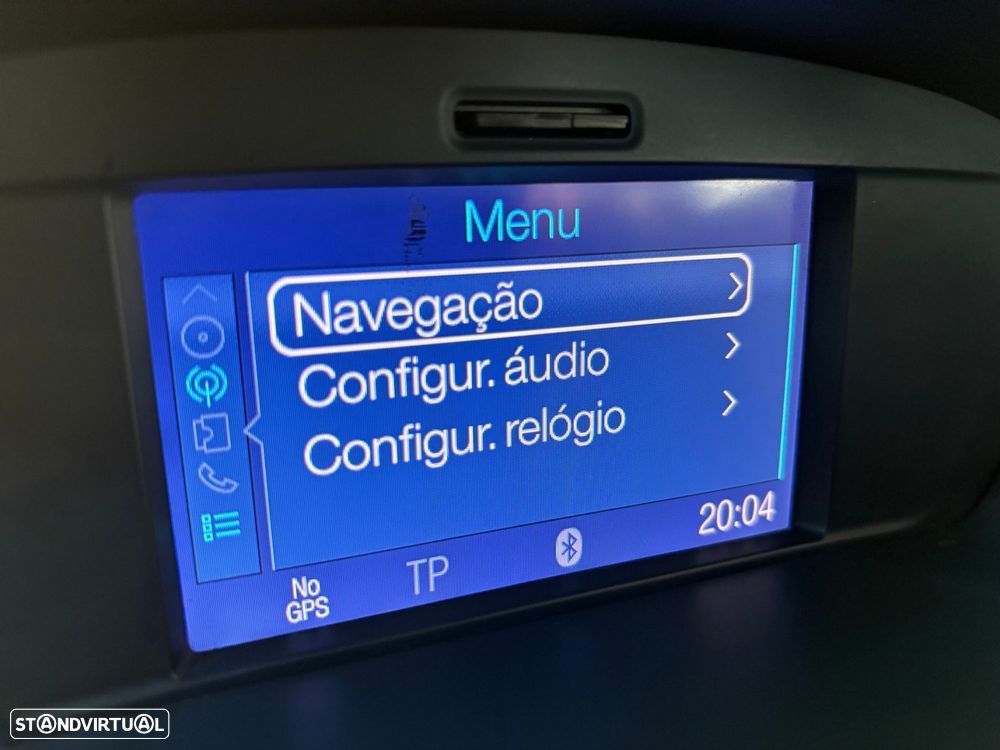 Menu
Navegação
Configur. áudio
Configur. relógio
No
GPS
TP
20:04
STANDVIRTUAL